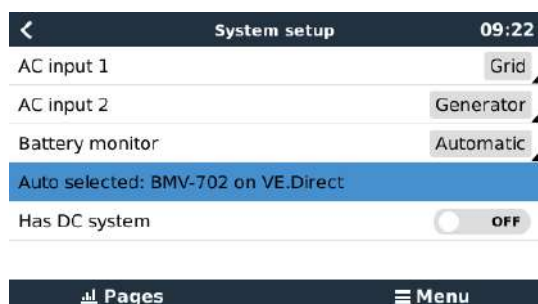 System setup 09:22
AC input 1 Grid
AC input 2 Generator
Battery monitor Automatic
Auto selected: BMV-702 on VE.Direct
Has DC system OFF
Pages Menu